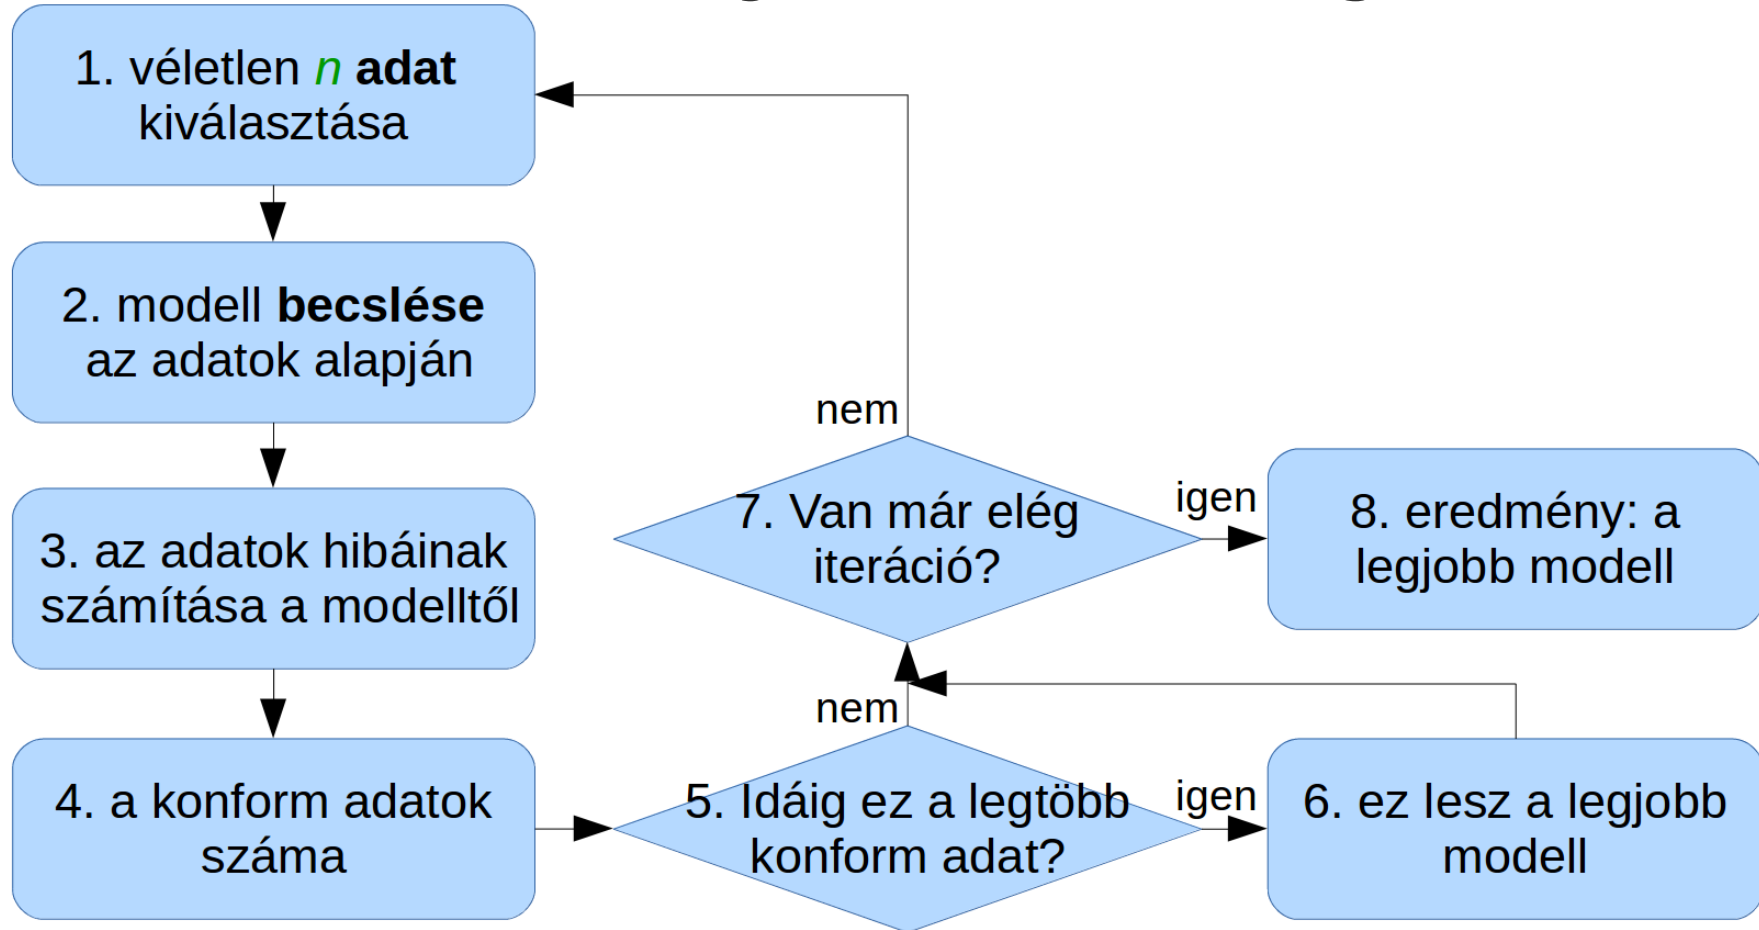 1. véletlen n adat
kiválasztása
2. modell becslése
az adatok alapján
3. az adatok hibáinak
számítása a modelltől
4. a konform adatok
száma
5. Idáig ez a legtöbb
konform adat?
igen
nem
6. ez lesz a legjobb
modell
7. Van már elég
iteráció?
nem
igen
8. eredmény: a
legjobb modell